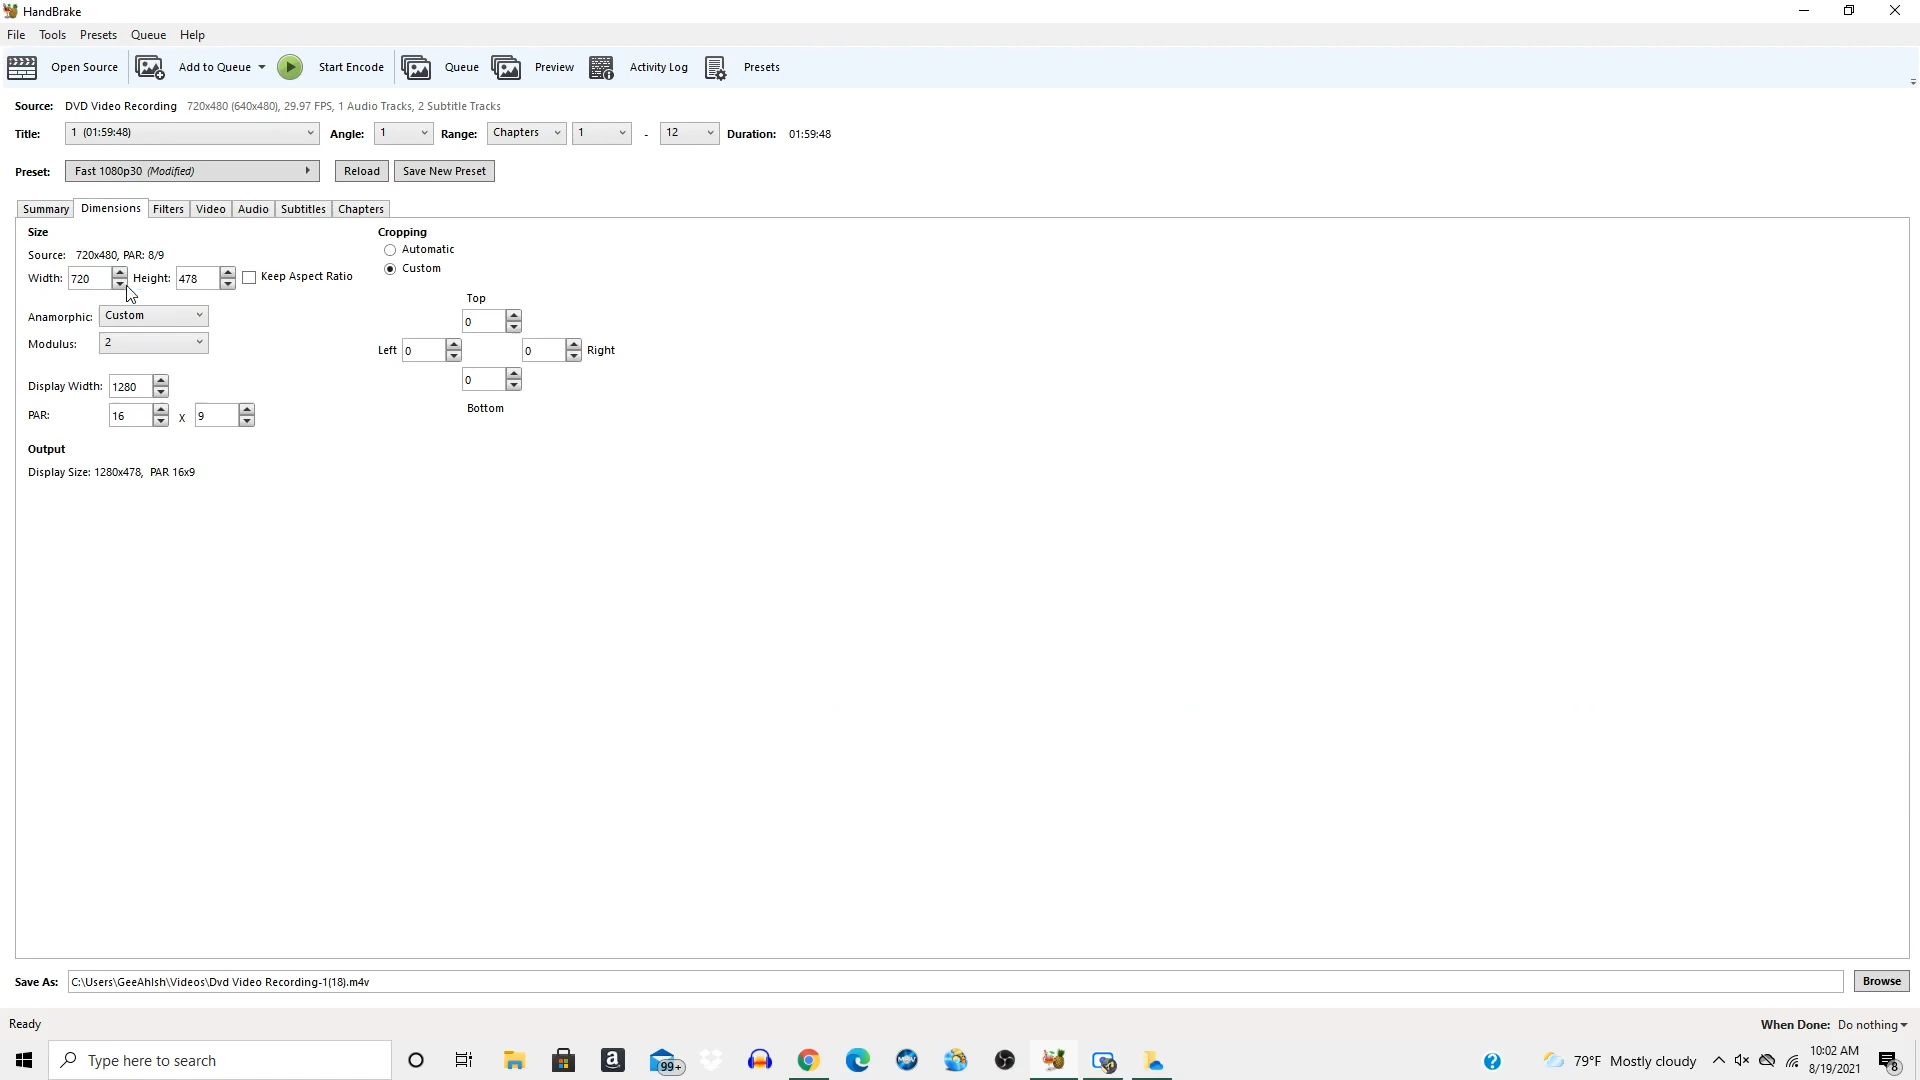 HandBrake
File Tools Presets Queue Help
Open Source Add to Queue Start Encode Queue Preview Activity Log Presets
Source: DVD Video Recording 720x480 (640x480), 29.97 FPS, 1 Audio Tracks, 2 Subtitle Tracks
Title: 1 (01:59:48) Angle: 1 Range: Chapters 1 - 12 Duration: 01:59:48
Preset: Fast 1080p30 (Modified) Reload Save New Preset
Summary Dimensions Filters Video Audio Subtitles Chapters
Size Cropping
Automatic
Source: 720x480, PAR: 8/9
Custom
Width: 720 Height: 478 Keep Aspect Ratio
Top
Anamorphic: Custom 0
Modulus: 2 Left 0 0 Right
Display Width: 1280 0
PAR: 16 x 9 Bottom
Output
Display Size: 1280x478, PAR 16x9
Save As: C:\Users\GeeAhIsh\Videos\Dvd Video Recording-1(18).m4v Browse
Ready When Done: Do nothing
Type here to search 99+ 79°F Mostly cloudy 10:02 AM
8/19/2021 8